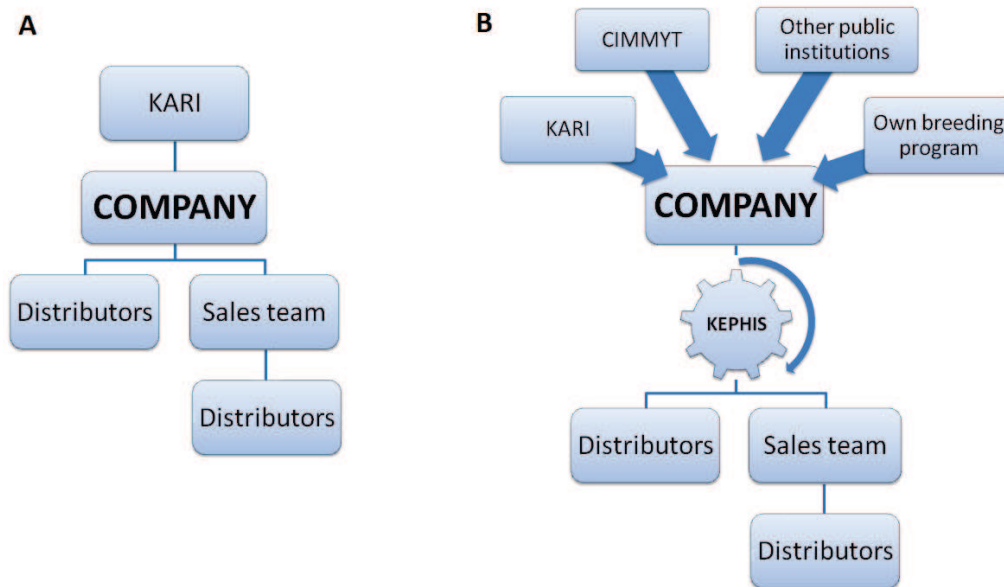 A
KARI
COMPANY
Distributors
Sales team
Distributors
B
CIMMYT
Other public
institutions
KARI
Own breeding
program
COMPANY
KEPHIS
Distributors
Sales team
Distributors